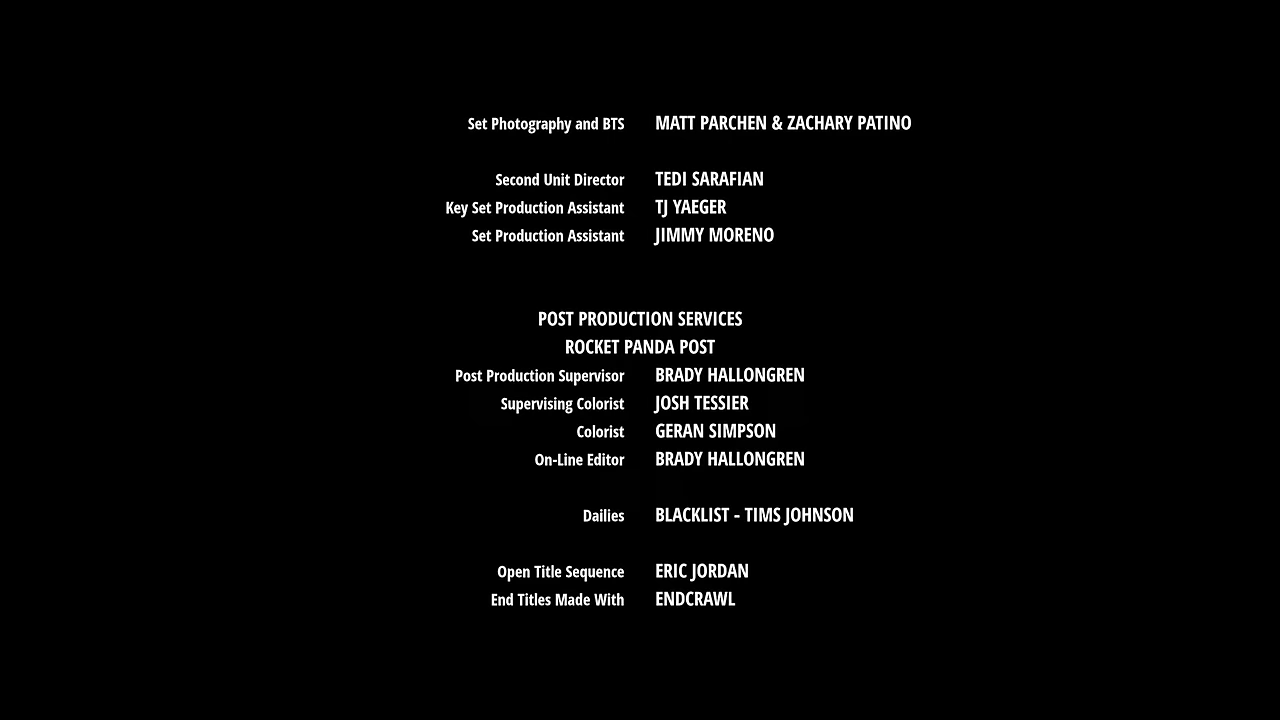 Set Photography and BTS MATT PARCHEN & ZACHARY PATINO
Second Unit Director TEDI SARAFIAN
Key Set Production Assistant TJ YAEGER
Set Production Assistant JIMMY MORENO
POST PRODUCTION SERVICES
ROCKET PANDA POST
Post Production Supervisor BRADY HALLONGREN
Supervising Colorist JOSH TESSIER
Colorist GERAN SIMPSON
On-Line Editor BRADY HALLONGREN
Dailies BLACKLIST - TIMS JOHNSON
Open Title Sequence ERIC JORDAN
End Titles Made With ENDCRAWL